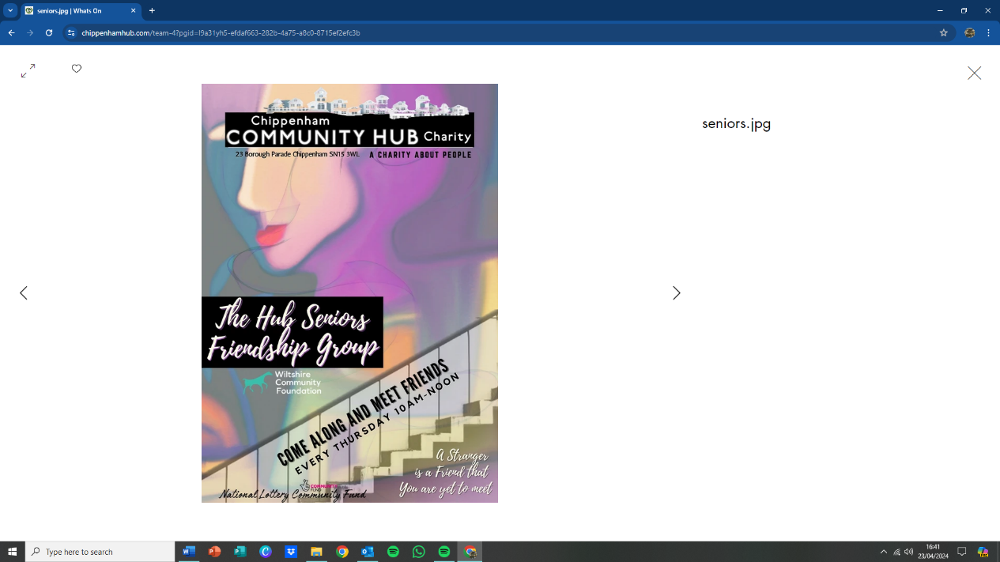 seniors.jpg | Whats On
chippenhamhub.com/team-4?pgid=l9a31yh5-efdaf663-282b-4a75-a8c0-8715ef2efc3b
Chippenham
COMMUNITY HUB Charity
23 Borough Parade Chippenham SN15 3WL A CHARITY ABOUT PEOPLE
seniors.jpg
The Hub Seniors
Friendship Group
Wiltshire
Community
Foundation
COME ALONG AND MEET FRIENDS
EVERY THURSDAY 10AM-NOON
A Stranger
is a Friend that
You are yet to meet
COMMUNITY
FUND
National Lottery Community Fund
Type here to search
16:41
23/04/2024